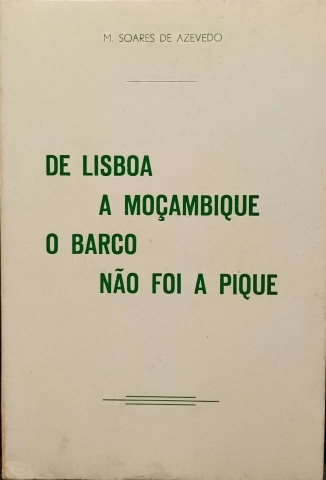 M. SOARES DE AZEVEDO
DE LISBOA
A MOÇAMBIQUE
O BARCO
NÃO FOI A PIQUE